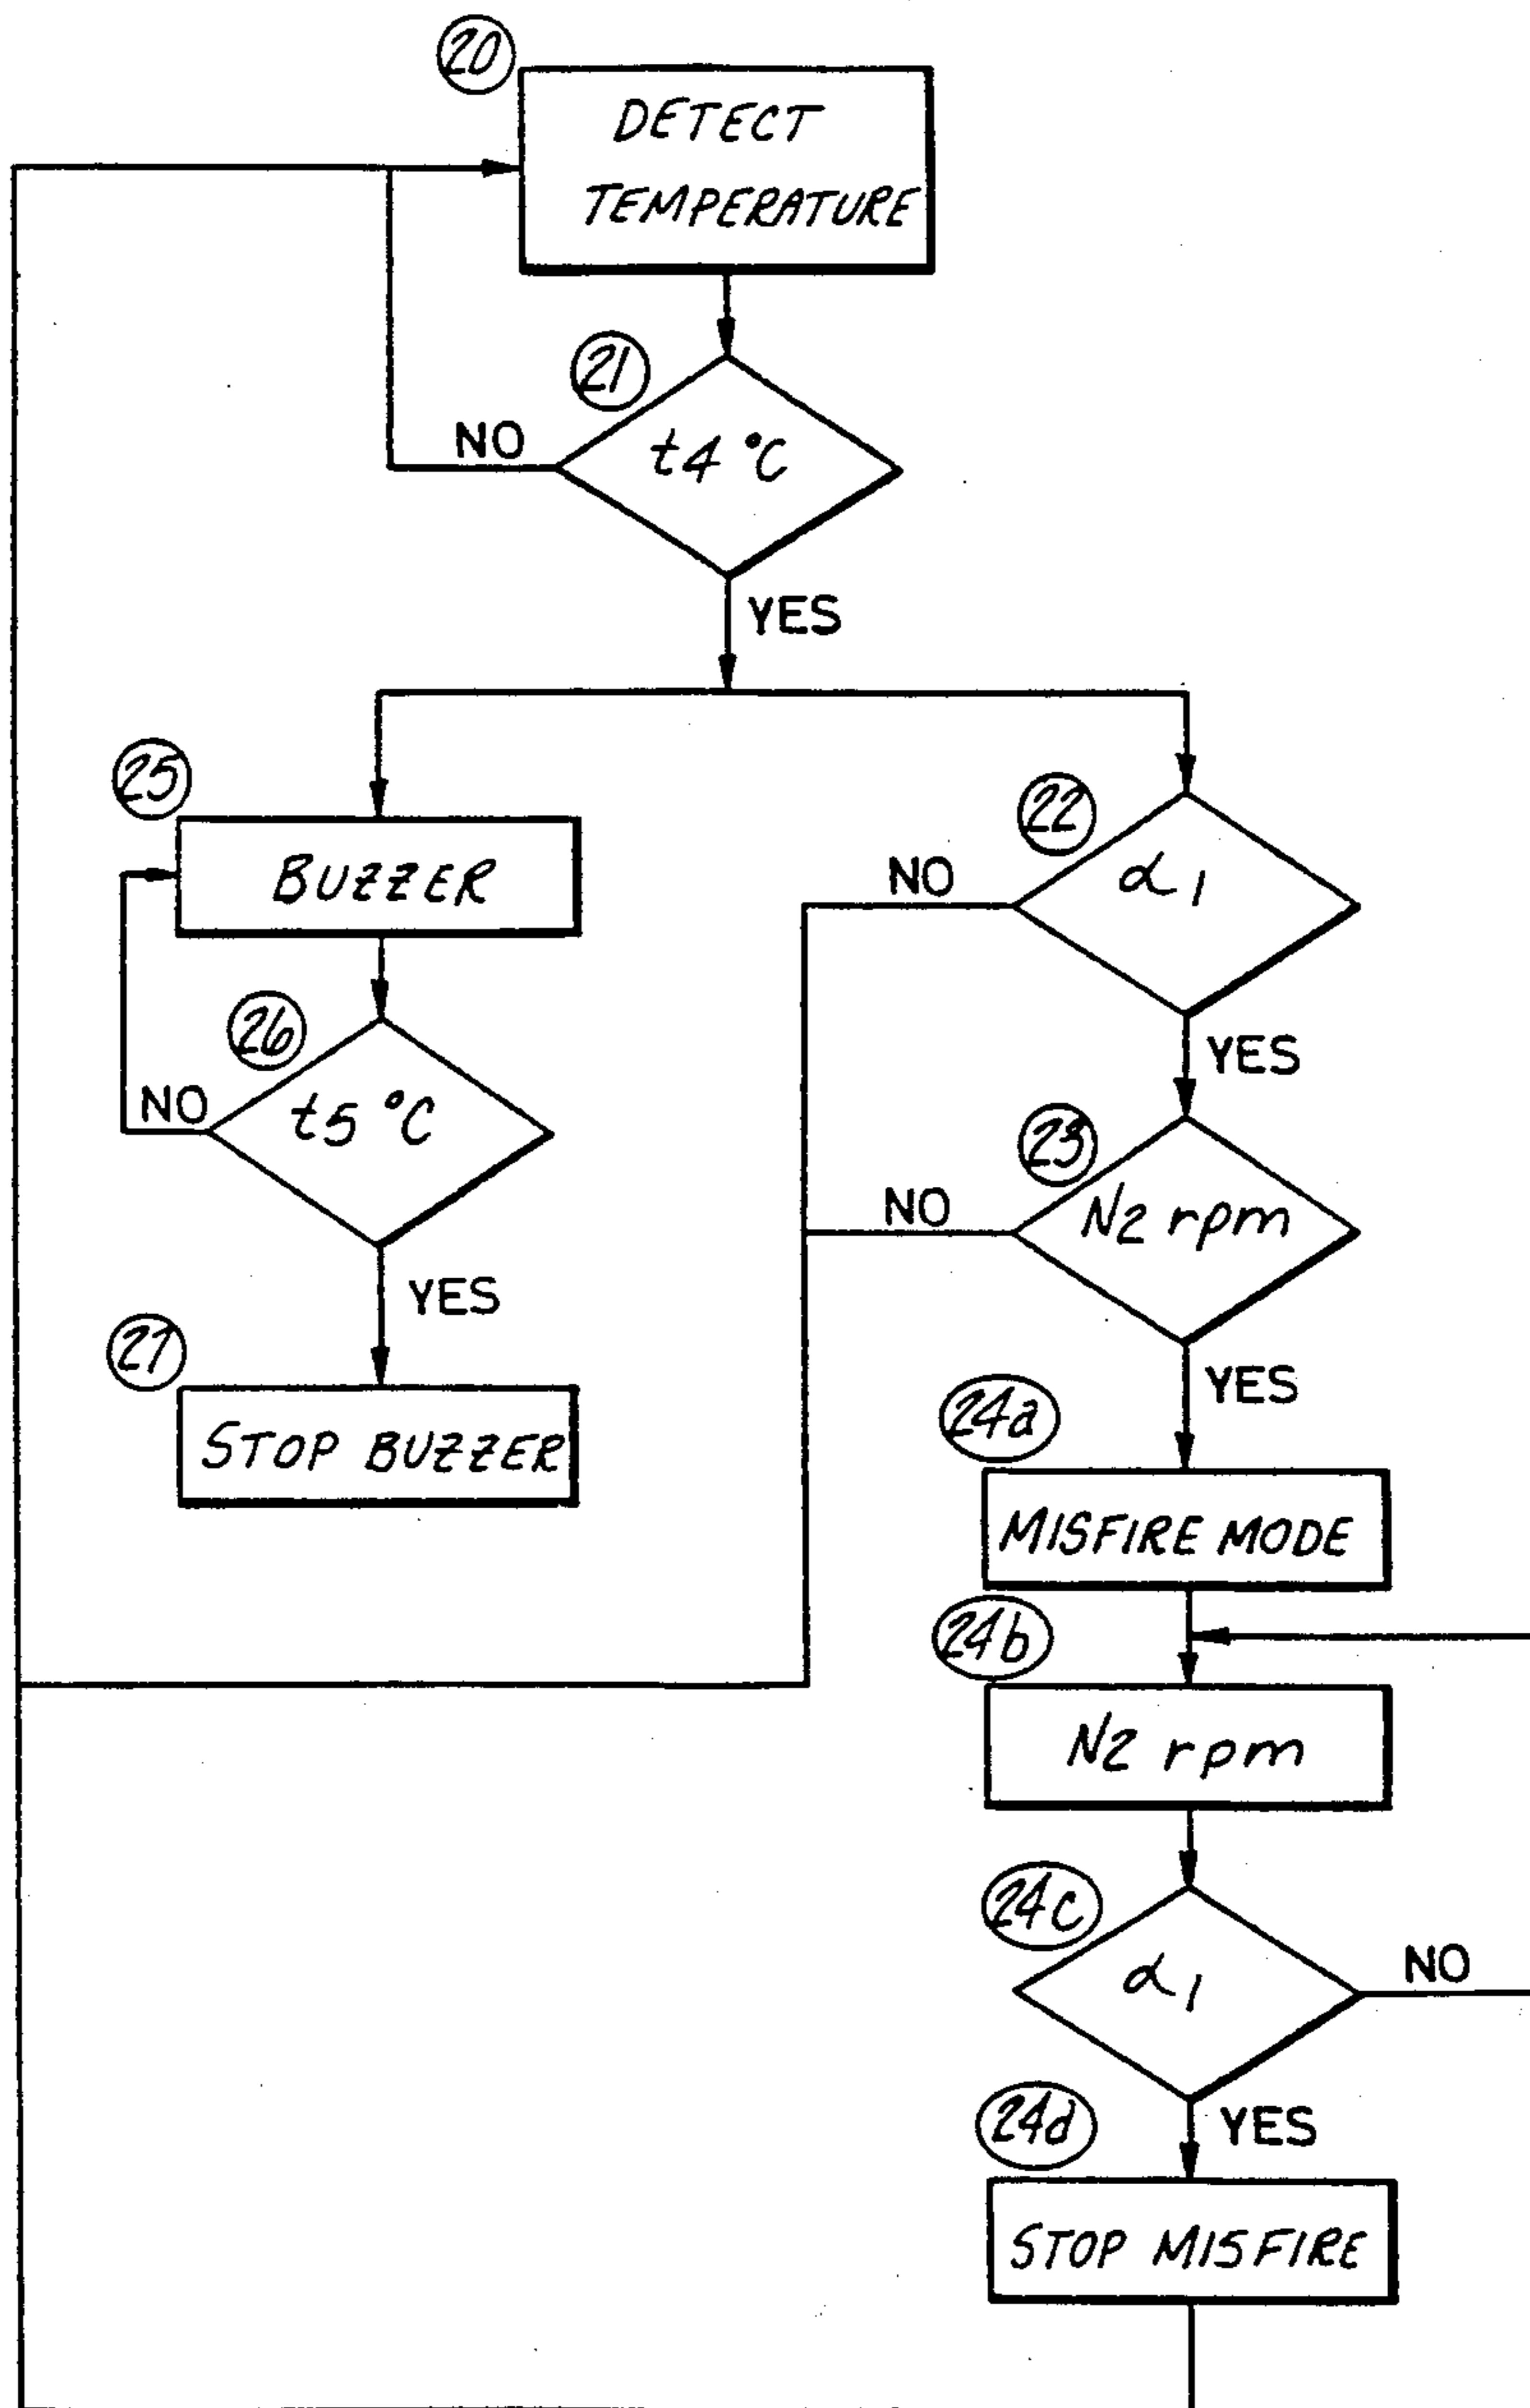 20
DETECT
TEMPERATURE
21
NO
t4 °C
YES
25
BUZZER
26
NO
t5 °C
YES
27
STOP BUZZER
22
NO
α1
YES
23
NO
N2 rpm
YES
24a
MISFIRE MODE
24b
N2 rpm
24c
α1
NO
YES
24d
STOP MISFIRE